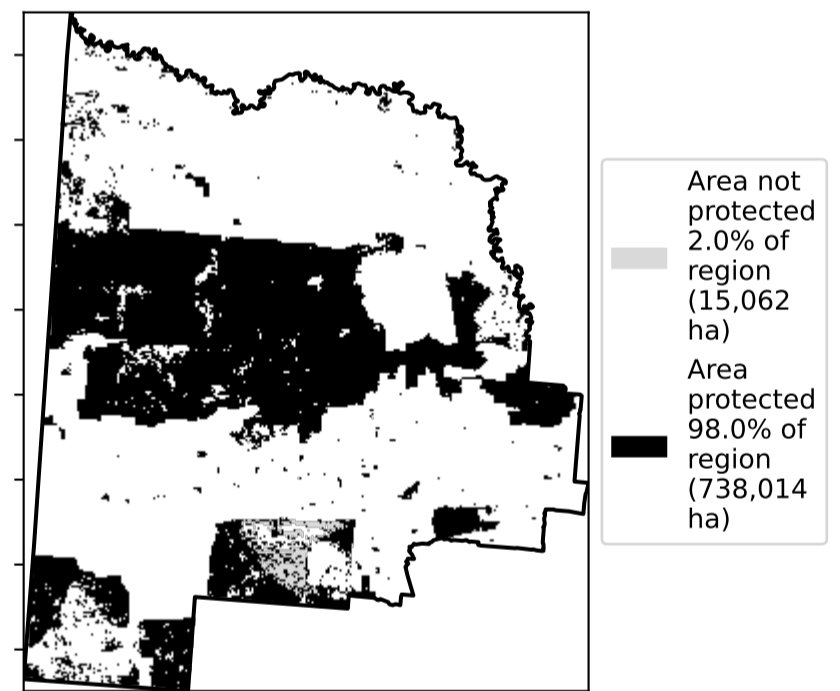 Area not
protected
2.0% of
region
(15,062
ha)
Area
protected
98.0% of
region
(738,014
ha)